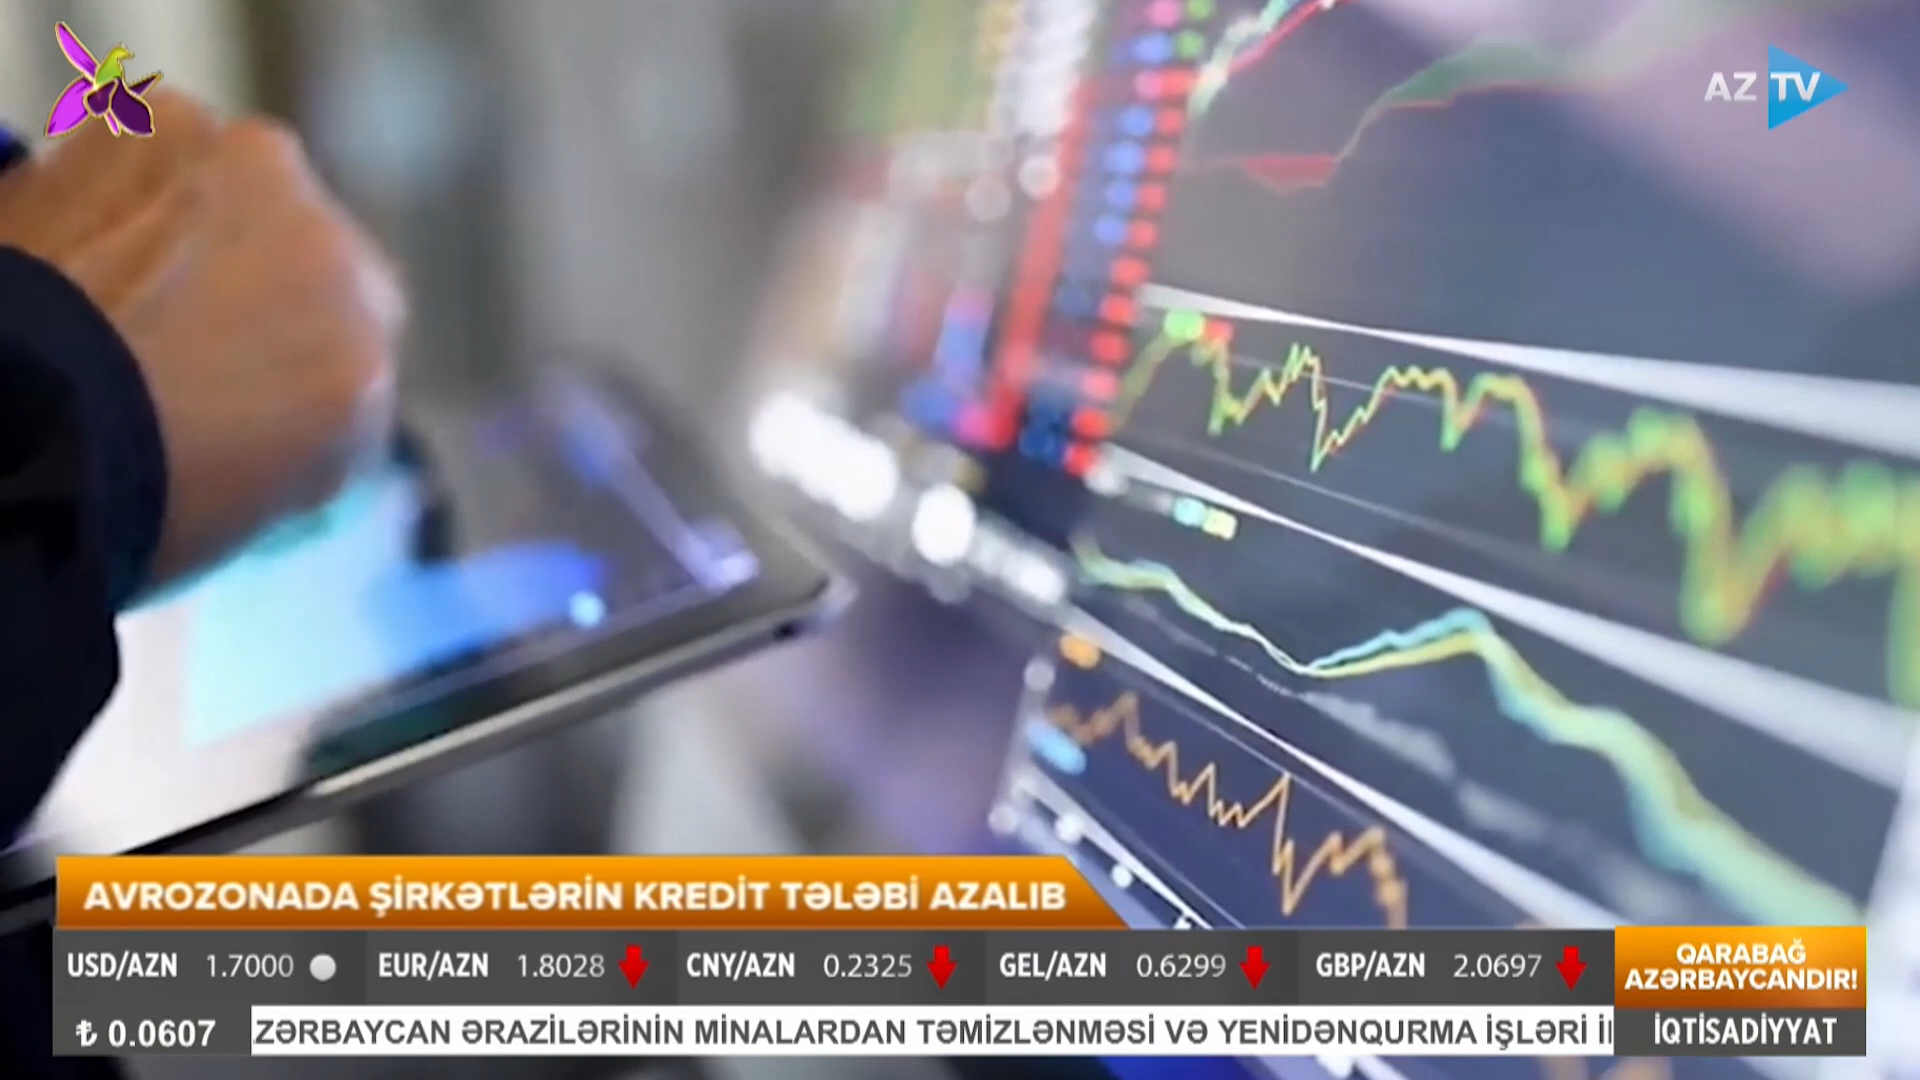 AZ TV
AVROZONADA ŞİRKƏTLƏRİN KREDİT TƏLƏBİ AZALIB
USD/AZN 1.7000 EUR/AZN 1.8028 CNY/AZN 0.2325 GEL/AZN 0.6299 GBP/AZN 2.0697
QARABAĞ
AZƏRBAYCANDIR!
₺ 0.0607 ZƏRBAYCAN ƏRAZİLƏRİNİN MİNALARDAN TƏMİZLƏNMƏSİ VƏ YENİDƏNQURMA İŞLƏRİ
İQTİSADİYYAT